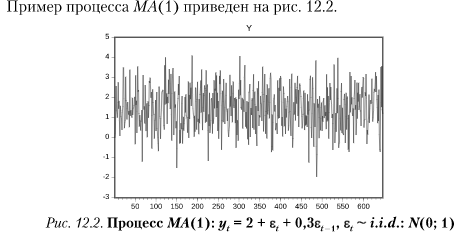 Пример процесса MA(1) приведен на рис. 12.2.
Y
5
4
3
2
1
0
-1
-2
-3
50 100 150 200 250 300 350 400 450 500 550 600
Рис. 12.2. Процесс MA(1): yₜ = 2 + εₜ + 0,3εₜ₋₁, εₜ ~ i.i.d.: N(0; 1)